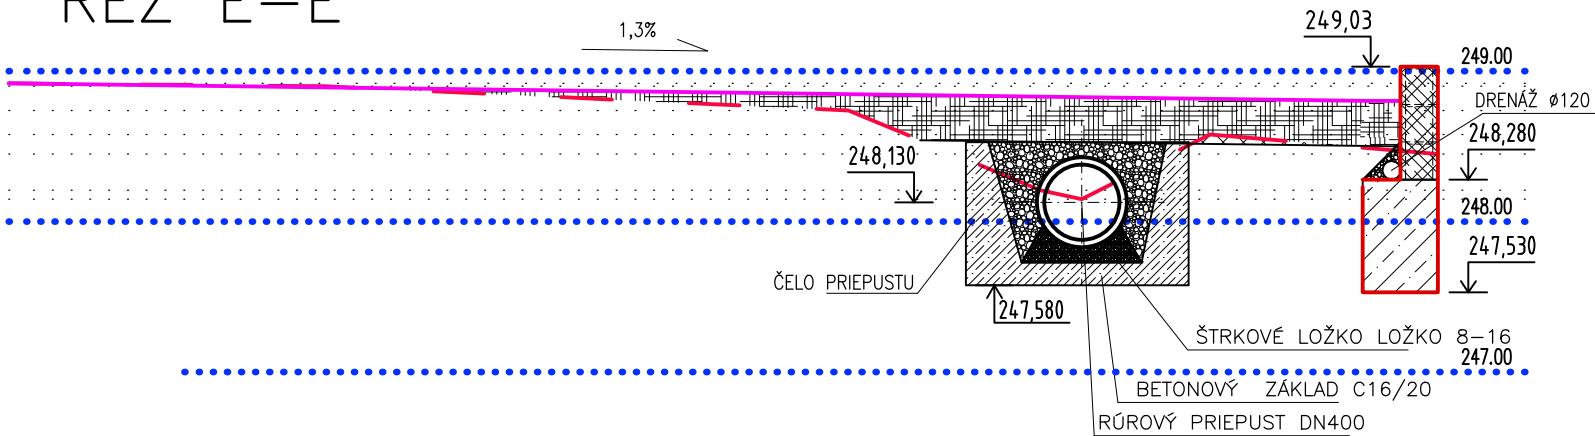 REZ E-E
1,3%
249,03
249.00
DRENÁŽ ø120
248,280
248,130
248.00
247,530
ČELO PRIEPUSTU
247,580
ŠTRKOVÉ LOŽKO LOŽKO 8-16
247.00
BETONOVÝ ZÁKLAD C16/20
RÚROVÝ PRIEPUST DN400